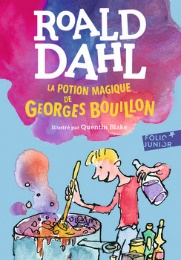 ROALD
DAHL
LA POTION MAGIQUE
DE
GEORGES BOUILLON
Illustré par Quentin Blake
FOLIO
JUNIOR